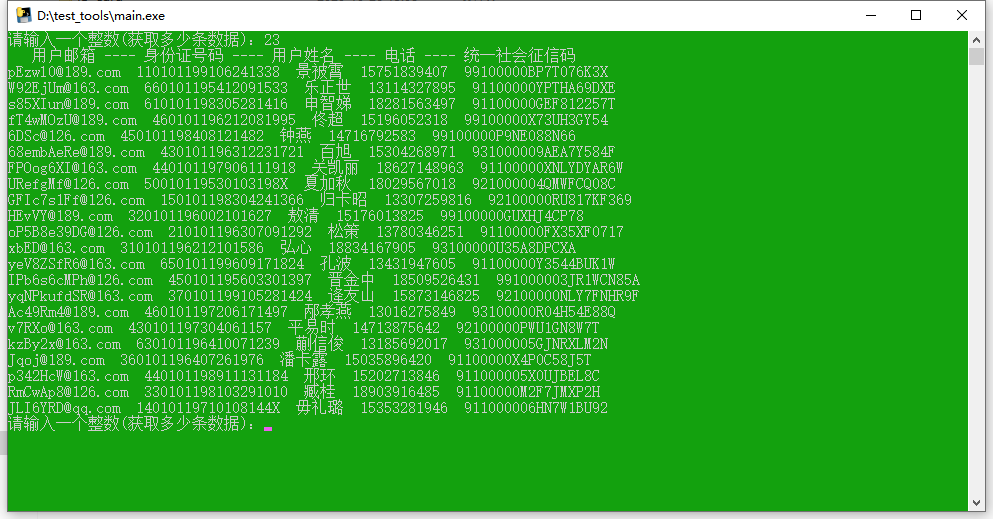 D:\test_tools\main.exe
请输入一个整数(获取多少条数据): 23
用户邮箱 ---- 身份证号码 ---- 用户姓名 ---- 电话 ---- 统一社会征信码
pEzwl0@189.com 110101199106241338 景被霄 15751839407 99100000BP7T076K3X
W92EjUm@163.com 660101195412091533 乐正世 13114327895 91100000YPTHA69DXE
s85XIun@189.com 610101198305281416 申智娣 18281563497 91100000GEF812257T
fT4wMOzU@189.com 460101196212081995 佟超 15196052318 99100000X73UH3GY54
6DSc@126.com 450101198408121482 钟燕 14716792583 99100000P9NE088N66
68embAeRe@189.com 430101196312231721 百旭 15304268971 931000009AEA7Y584F
FPOog6XI@163.com 440101197906111918 关凯丽 18627148963 91100000XNLYDYAR6W
URefgMf@126.com 50010119530103198X 夏加秋 18029567018 921000004QMWFCQ08C
GFIc7s1Ff@126.com 150101198304241366 归卡昭 13307259816 92100000RU817KF369
HEvVY@189.com 320101196002101627 敖清 15176013825 99100000GUXHJ4CP78
oP5B8e39DG@126.com 210101196307091292 松策 13780346251 91100000FX35XF0717
xbED@163.com 310101196212101586 弘心 18834167905 93100000U35A8DPCXA
yeV8ZSfR6@163.com 650101199609171824 孔波 13431947605 91100000Y3544BUK1W
IPb6s6cMPh@126.com 450101195603301397 晋金中 18509526431 991000003JR1WCN85A
yqNPkufdSR@163.com 370101199105281424 逄友山 15873146825 92100000NLY7FNHR9F
Ac49Rm4@189.com 460101197206171497 邴孝燕 13016275849 93100000R04H54E88Q
v7RXo@163.com 430101197304061157 平易时 14713875642 92100000PWU1GN8W7T
kzBy2x@163.com 630101196410071239 蒯信俊 13185692017 931000005GJNRXLM2N
Jqoj@189.com 360101196407261976 潘卡露 15035896420 91100000X4P0C58J5T
p342HcW@163.com 440101198911131184 邢环 15202713846 911000005X0UJBEL8C
RmCwAp8@126.com 330101198103291010 臧桂 18903916485 91100000M2F7JMXP2H
JLI6YRD@qq.com 14010119710108144X 毋礼璐 15353281946 911000006HN7W1BU92
请输入一个整数(获取多少条数据):